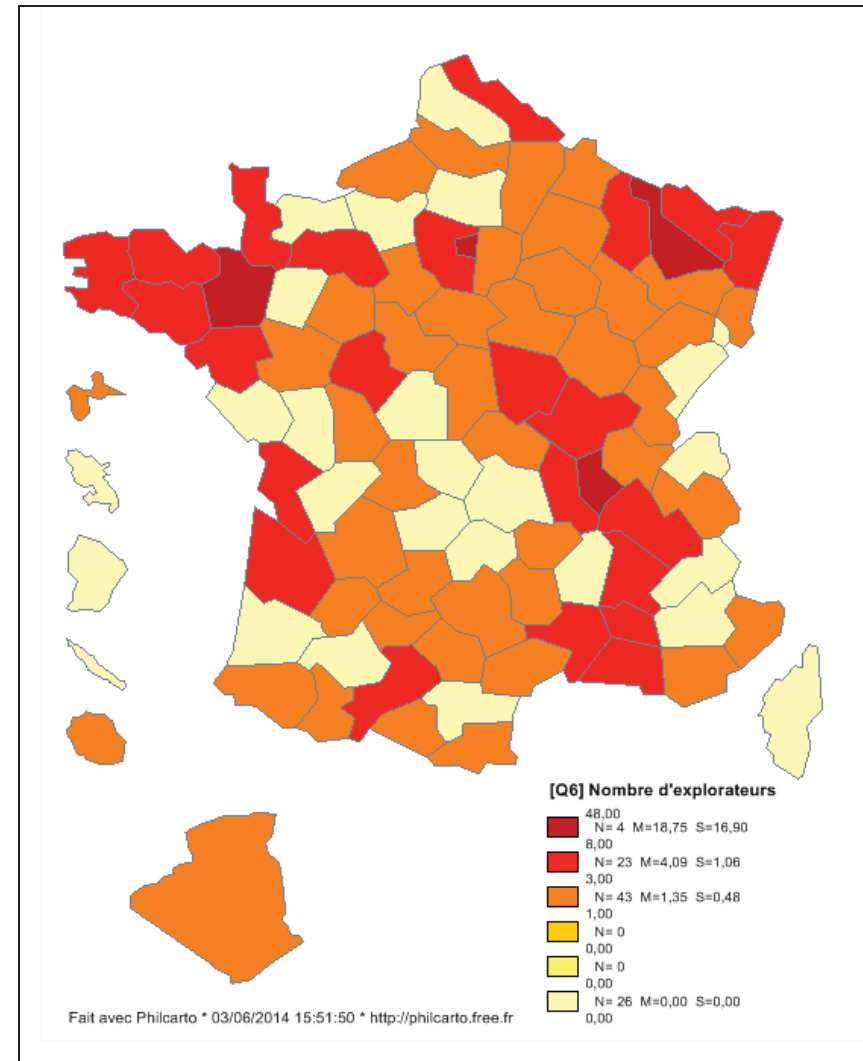 [Q6] Nombre d'explorateurs
48,00
N= 4 M=18,75 S=16,90
8,00
N= 23 M=4,09 S=1,06
3,00
N= 43 M=1,35 S=0,48
1,00
N= 0
0,00
N= 0
0,00
N= 26 M=0,00 S=0,00
0,00
Fait avec Philcarto * 03/06/2014 15:51:50 * http://philcarto.free.fr